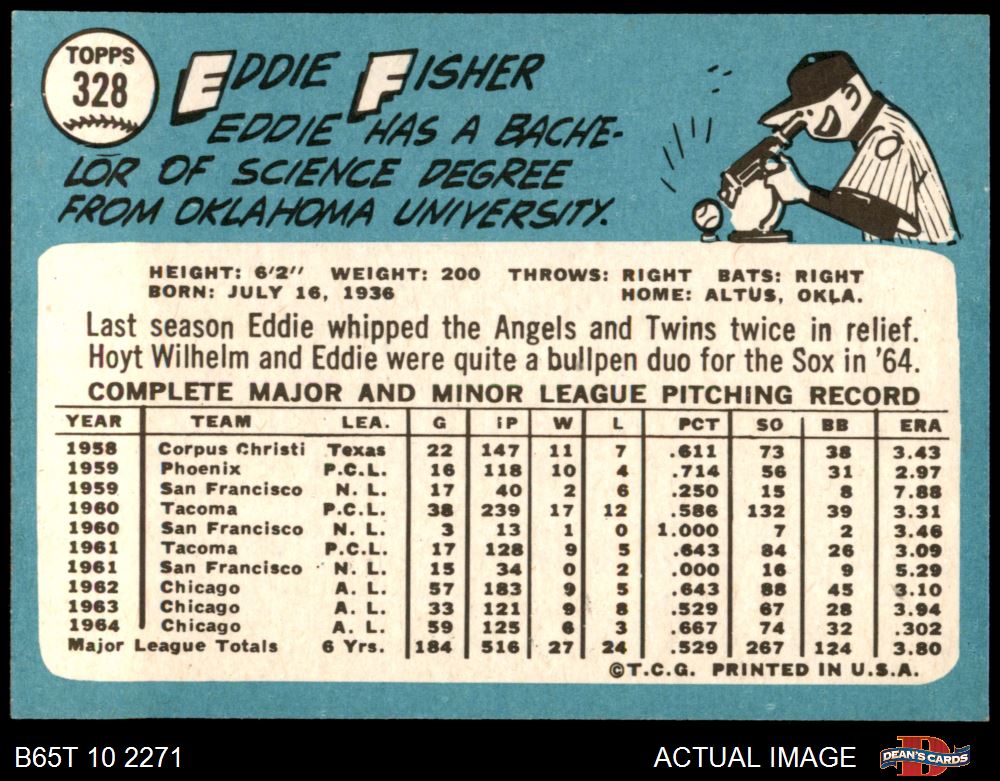 TOPPS
328
EDDIE FISHER
EDDIE HAS A BACHE-
LOR OF SCIENCE DEGREE
FROM OKLAHOMA UNIVERSITY.
HEIGHT: 6'2" WEIGHT: 200 THROWS: RIGHT BATS: RIGHT
BORN: JULY 16, 1936 HOME: ALTUS, OKLA.
Last season Eddie whipped the Angels and Twins twice in relief.
Hoyt Wilhelm and Eddie were quite a bullpen duo for the Sox in '64.
COMPLETE MAJOR AND MINOR LEAGUE PITCHING RECORD
YEAR TEAM LEA. G IP W L PCT SO BB ERA
1958 Corpus Christi Texas 22 147 11 7 .611 73 38 3.43
1959 Phoenix P.C.L. 16 118 10 4 .714 56 31 2.97
1959 San Francisco N. L. 17 40 2 6 .250 15 8 7.88
1960 Tacoma P.C.L. 38 239 17 12 .586 132 39 3.31
1960 San Francisco N. L. 3 13 1 0 1.000 7 2 3.46
1961 Tacoma P.C.L. 17 128 9 5 .643 84 26 3.09
1961 San Francisco N. L. 15 34 0 2 .000 16 9 5.29
1962 Chicago A. L. 57 183 9 5 .643 88 45 3.10
1963 Chicago A. L. 33 121 9 8 .529 67 28 3.94
1964 Chicago A. L. 59 125 6 3 .667 74 32 .302
Major League Totals 6 Yrs. 184 516 27 24 .529 267 124 3.80
©T.C.G. PRINTED IN U.S.A.
B65T 10 2271 ACTUAL IMAGE DEAN'S CARDS